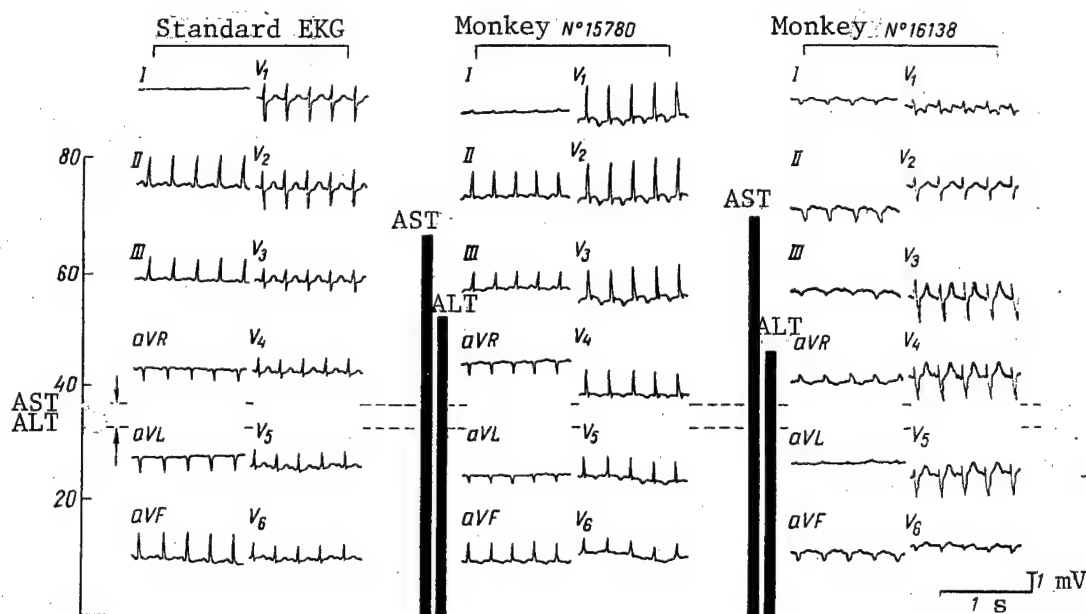 Standard EKG
Monkey N°15780
Monkey N°16138
I V1
II V2
III V3
aVR V4
aVL V5
aVF V6
I V1
II V2
III V3
aVR V4
aVL V5
aVF V6
I V1
II V2
III V3
aVR V4
aVL V5
aVF V6
80
60
40
20
AST
ALT
AST
ALT
AST
ALT
1 mV
1 s